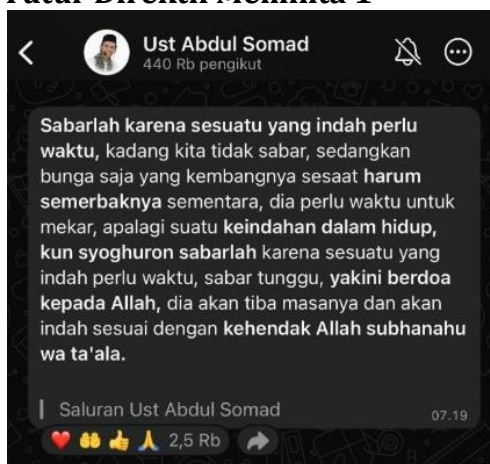 Ust Abdul Somad
440 Rb pengikut
Sabarlah karena sesuatu yang indah perlu
waktu, kadang kita tidak sabar, sedangkan
bunga saja yang kembangnya sesaat harum
semerbaknya sementara, dia perlu waktu untuk
mekar, apalagi suatu keindahan dalam hidup,
kun syoghuron sabarlah karena sesuatu yang
indah perlu waktu, sabar tunggu, yakini berdoa
kepada Allah, dia akan tiba masanya dan akan
indah sesuai dengan kehendak Allah subhanahu
wa ta'ala.
Saluran Ust Abdul Somad
07.19
2,5 Rb